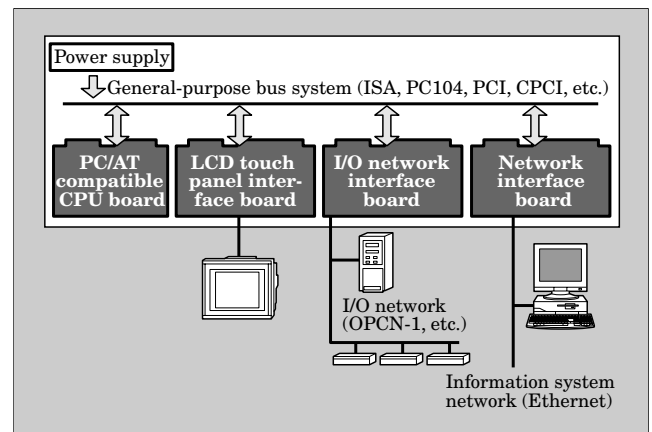 Power supply
General-purpose bus system (ISA, PC104, PCI, CPCI, etc.)
PC/AT
compatible
CPU board
LCD touch
panel inter-
face board
I/O network
interface
board
Network
interface
board
I/O network
(OPCN-1, etc.)
Information system
network (Ethernet)